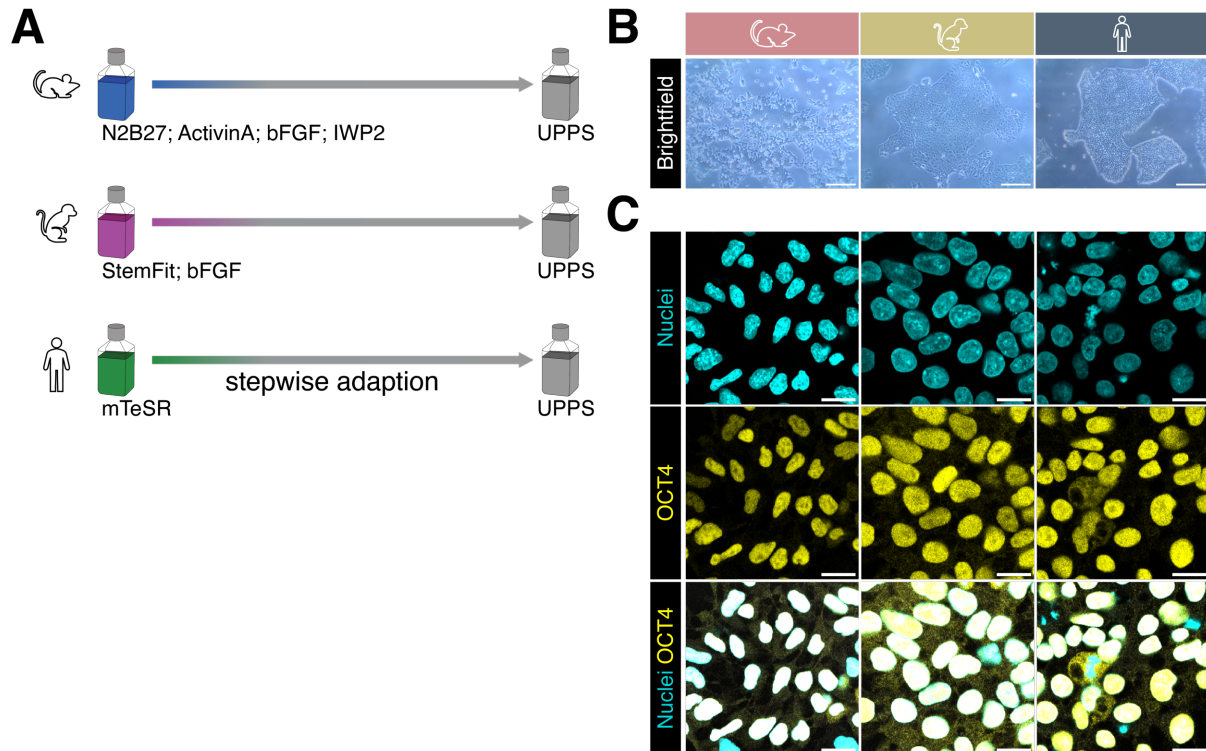 A
N2B27; ActivinA; bFGF; IWP2
UPPS
StemFit; bFGF
UPPS
stepwise adaption
mTeSR
UPPS
B
Brightfield
C
Nuclei
OCT4
Nuclei OCT4